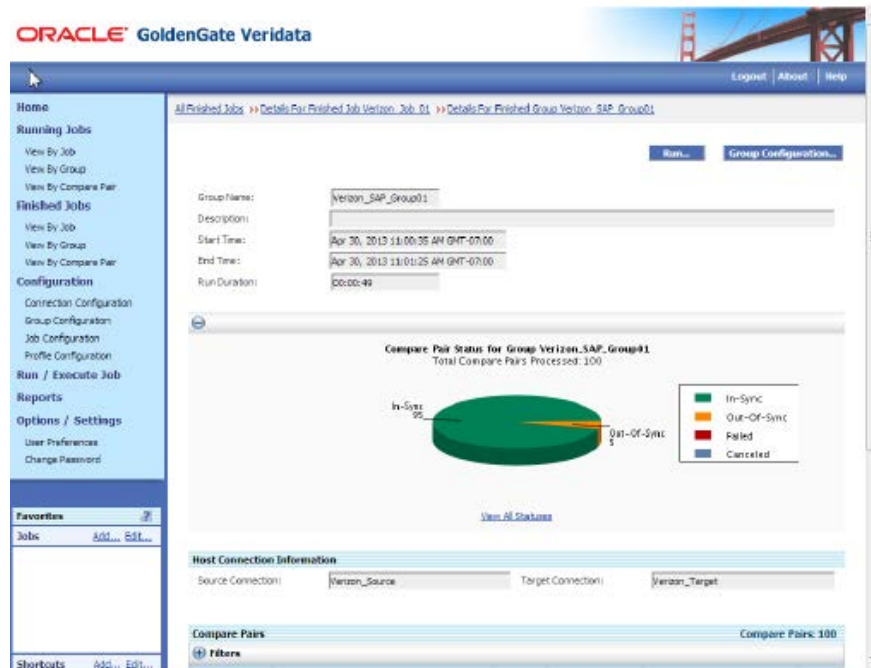 ORACLE GoldenGate Veridata
Logout | About | Help
Home
Running Jobs
View By Job
View By Group
View By Compare Pair
Finished Jobs
View By Job
View By Group
View By Compare Pair
Configuration
Connection Configuration
Group Configuration
Job Configuration
Profile Configuration
Run / Execute Job
Reports
Options / Settings
User Preferences
Change Password
Favorites ?
Jobs Add... Edit...
Shortcuts Add... Edit...
All Finished Jobs >> Details For Finished Job Verizon_Job_01 >> Details For Finished Group Verizon_SAP_Group01
Run... Group Configuration...
Group Name: Verizon_SAP_Group01
Description:
Start Time: Apr 30, 2013 11:00:35 AM GMT-07:00
End Time: Apr 30, 2013 11:01:25 AM GMT-07:00
Run Duration: 00:00:49
Compare Pair Status for Group Verizon_SAP_Group01
Total Compare Pairs Processed: 100
In-Sync
95
Out-Of-Sync
5
In-Sync
Out-Of-Sync
Failed
Canceled
View All Statuses
Host Connection Information
Source Connection: Verizon_Source Target Connection: Verizon_Target
Compare Pairs Compare Pairs: 100
Filters